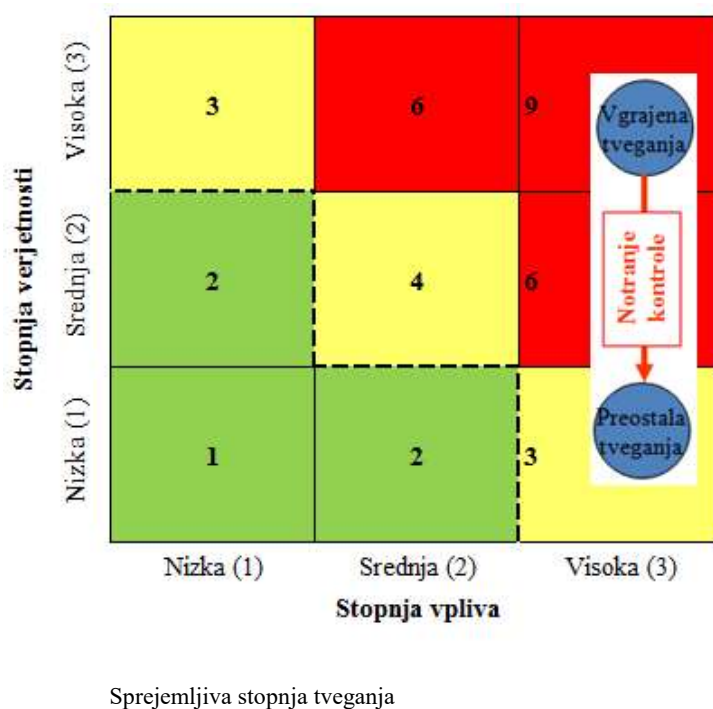 Stopnja verjetnosti
Visoka (3)
3
6
9
Vgrajena
tveganja
Srednja (2)
2
4
6
Notranje
kontrole
Nizka (1)
1
2
3
Preostala
tveganja
Nizka (1)
Srednja (2)
Visoka (3)
Stopnja vpliva
Sprejemljiva stopnja tveganja